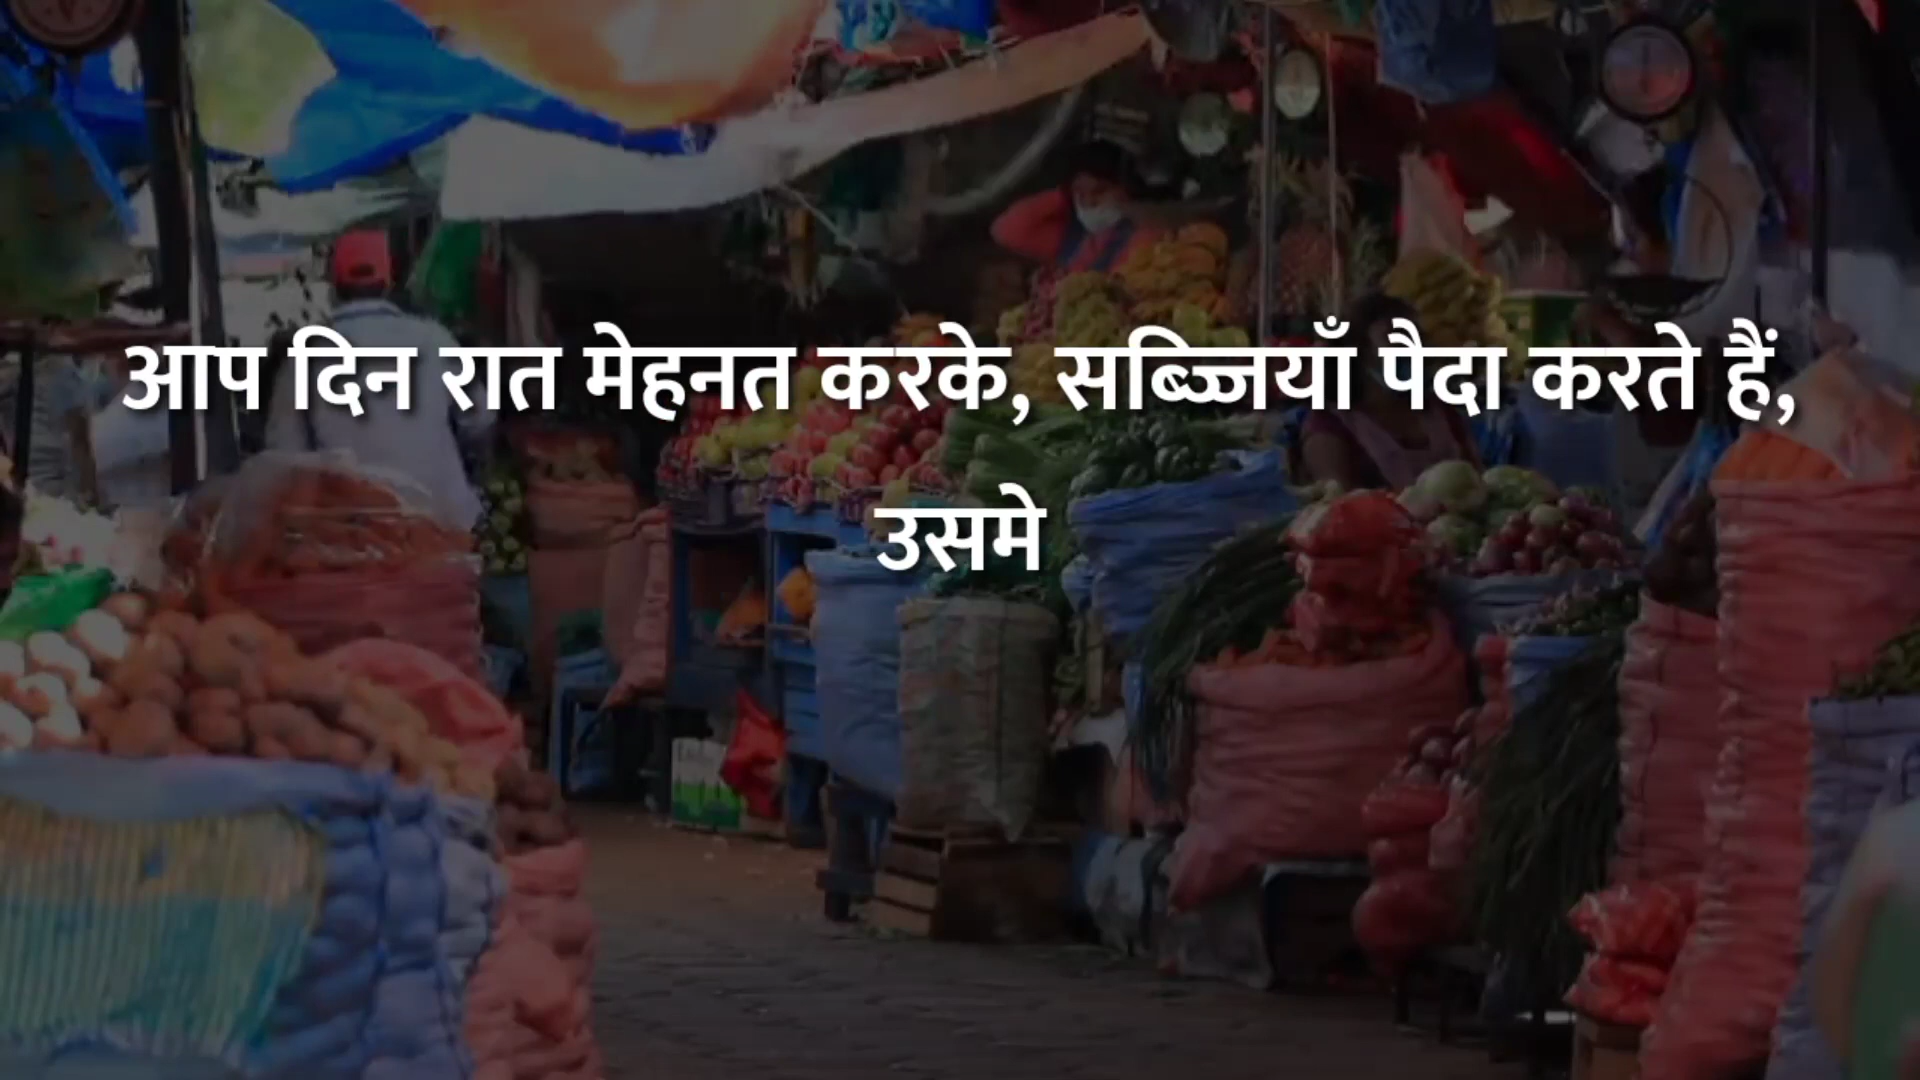 आप दिन रात मेहनत करके, सब्ज्जियाँ पैदा करते हैं,
उसमे